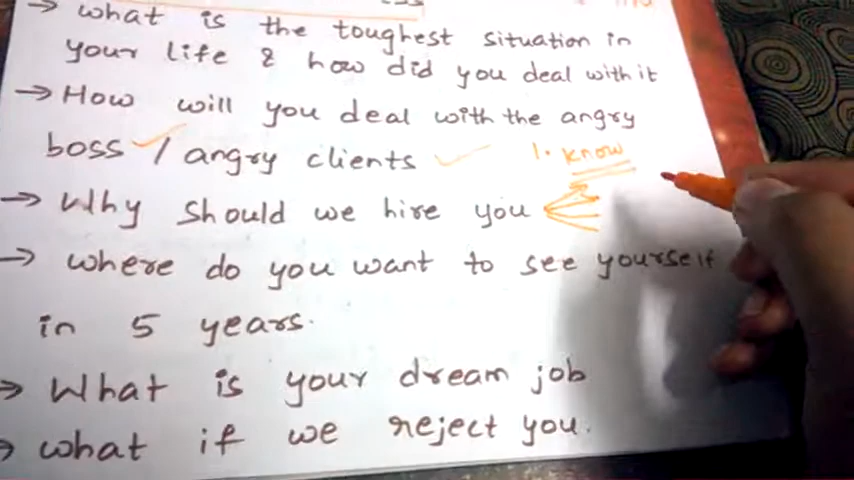 → what is the toughest situation in
your life & how did you deal with it
→ How will you deal with the angry
boss ✓ / angry clients ✓ 1. know
→ Why should we hire you
→ where do you want to see yourself
in 5 years.
→ What is your dream job
→ what if we reject you.